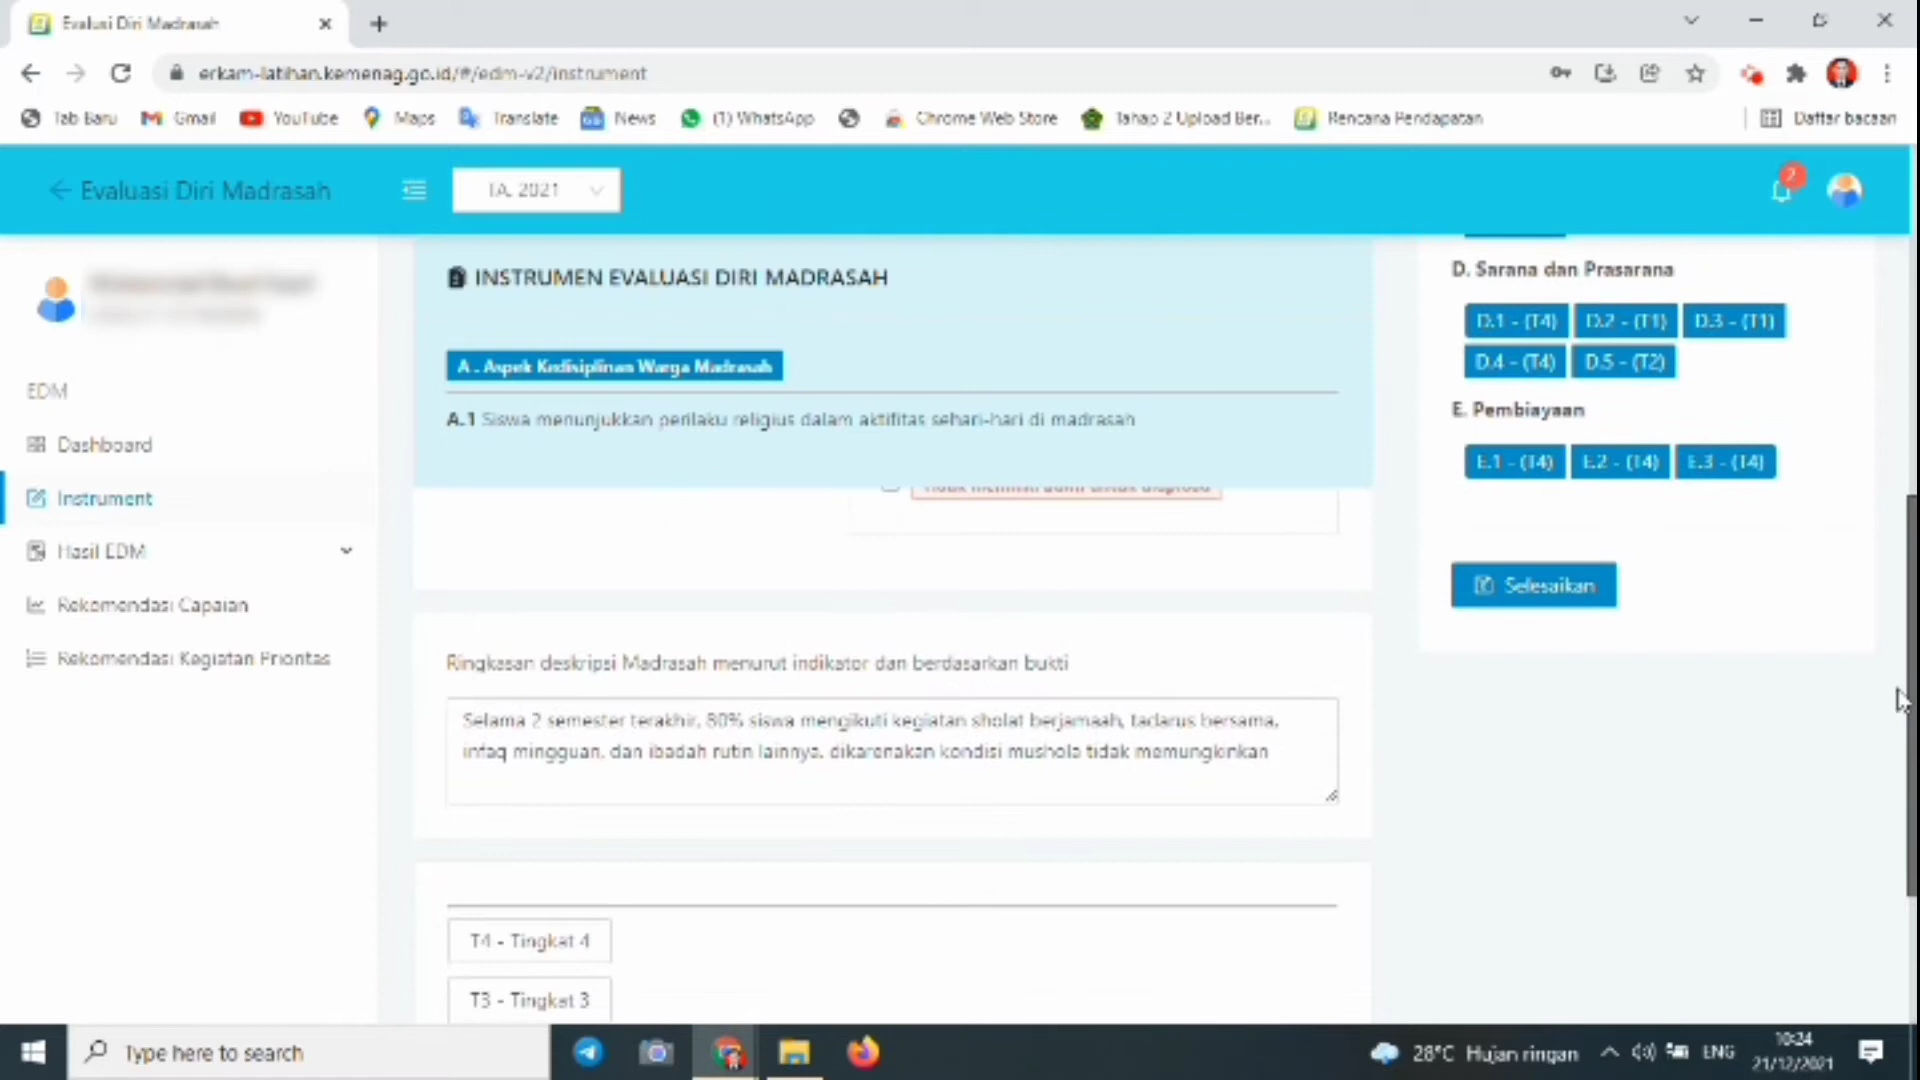 Evaluasi Diri Madrasah
erkam-latihan.kemenag.go.id/#/edm-v2/instrument
Tab Baru
Gmail
YouTube
Maps
Translate
News
(1) WhatsApp
Chrome Web Store
Tahap 2 Upload Ber...
Rencana Pendapatan
Daftar bacaan
Evaluasi Diri Madrasah
TA. 2021
2
EDM
Dashboard
Instrument
Hasil EDM
Rekomendasi Capaian
Rekomendasi Kegiatan Prioritas
INSTRUMEN EVALUASI DIRI MADRASAH
A . Aspek Kedisiplinan Warga Madrasah
A.1 Siswa menunjukkan perilaku religius dalam aktifitas sehari-hari di madrasah
Ringkasan deskripsi Madrasah menurut indikator dan berdasarkan bukti
Selama 2 semester terakhir, 80% siswa mengikuti kegiatan sholat berjamaah, tadarus bersama,
infaq mingguan, dan ibadah rutin lainnya. dikarenakan kondisi mushola tidak memungkinkan
T4 - Tingkat 4
T3 - Tingkat 3
D. Sarana dan Prasarana
D.1 - (T4) D.2 - (T1) D.3 - (T1)
D.4 - (T4) D.5 - (T2)
E. Pembiayaan
E.1 - (T4) E.2 - (T4) E.3 - (T4)
Selesaikan
Type here to search
28°C Hujan ringan
ENG
10:24
21/12/2021